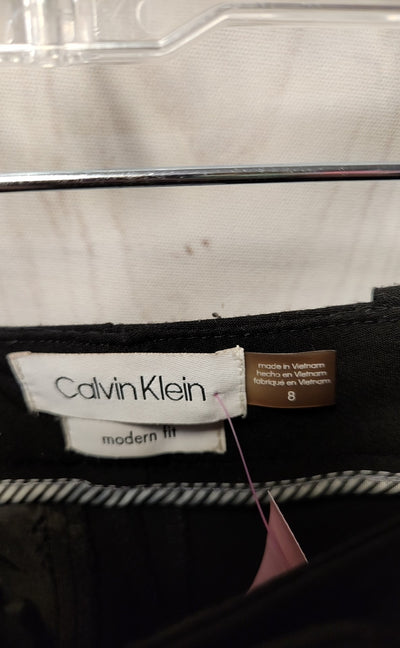 Calvin Klein
modern fit
made in Vietnam
hecho en Vietnam
fabriqué en Vietnam
8